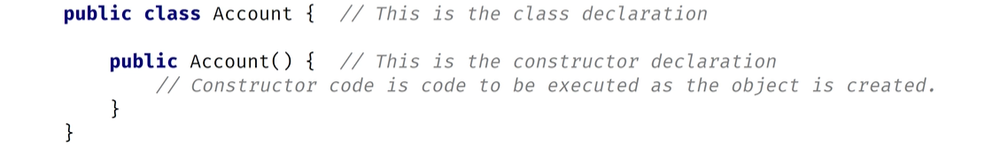 public class Account {  // This is the class declaration
public Account() {  // This is the constructor declaration
// Constructor code is code to be executed as the object is created.
}
}